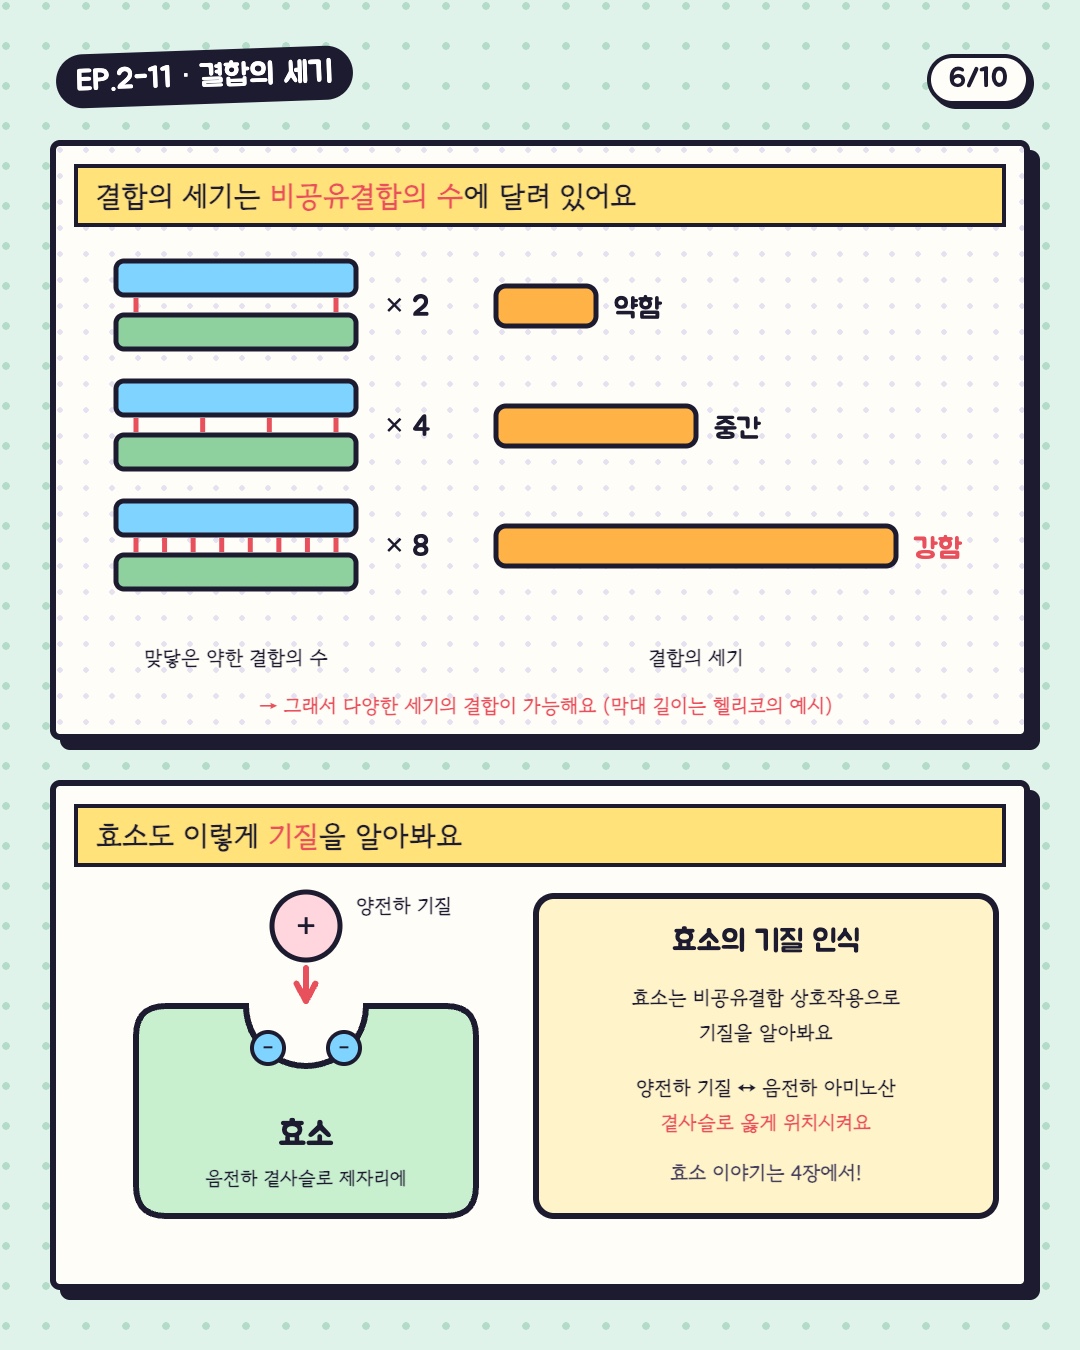 EP.2-11 · 결합의 세기
6/10
결합의 세기는 비공유결합의 수에 달려 있어요
× 2
약함
× 4
중간
× 8
강함
맞닿은 약한 결합의 수
결합의 세기
→ 그래서 다양한 세기의 결합이 가능해요 (막대 길이는 헬리코의 예시)
효소도 이렇게 기질을 알아봐요
+
양전하 기질
− −
효소
음전하 곁사슬로 제자리에
효소의 기질 인식
효소는 비공유결합 상호작용으로
기질을 알아봐요
양전하 기질 ↔ 음전하 아미노산
곁사슬로 옳게 위치시켜요
효소 이야기는 4장에서!